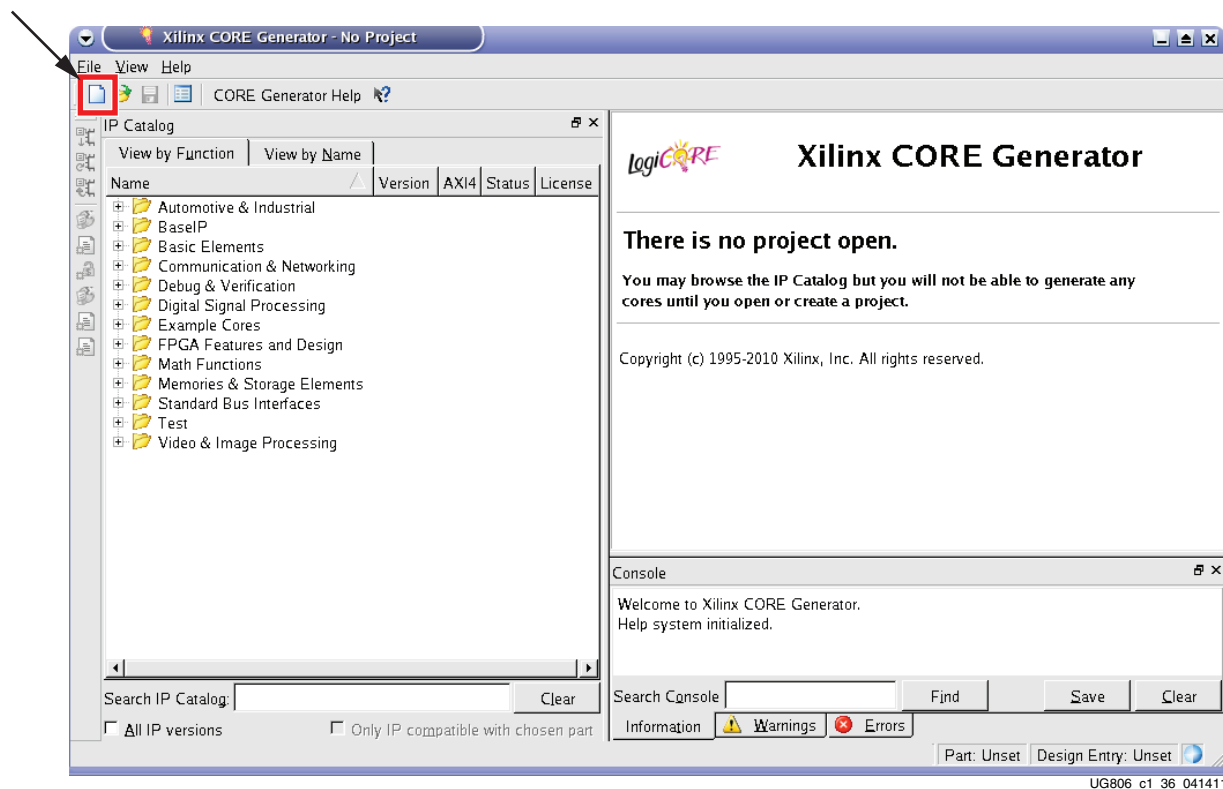 Xilinx CORE Generator - No Project
File View Help
CORE Generator Help
IP Catalog
View by Function View by Name
Name Version AXI4 Status License
Automotive & Industrial
BaseIP
Basic Elements
Communication & Networking
Debug & Verification
Digital Signal Processing
Example Cores
FPGA Features and Design
Math Functions
Memories & Storage Elements
Standard Bus Interfaces
Test
Video & Image Processing
Search IP Catalog: Clear
All IP versions Only IP compatible with chosen part
LogiCORE Xilinx CORE Generator
There is no project open.
You may browse the IP Catalog but you will not be able to generate any
cores until you open or create a project.
Copyright (c) 1995-2010 Xilinx, Inc. All rights reserved.
Console
Welcome to Xilinx CORE Generator.
Help system initialized.
Search Console Find Save Clear
Information Warnings Errors
Part: Unset Design Entry: Unset
UG806_c1_36_041411